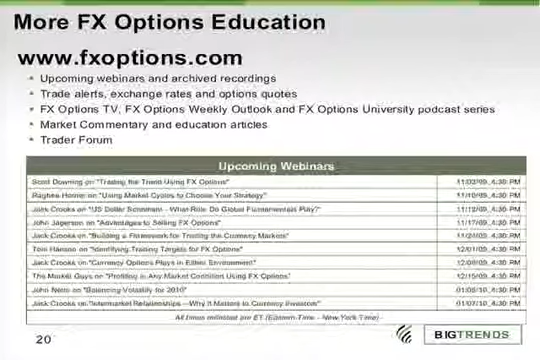 More FX Options Education
www.fxoptions.com
• Upcoming webinars and archived recordings
• Trade alerts, exchange rates and options quotes
• FX Options TV, FX Options Weekly Outlook and FX Options University podcast series
• Market Commentary and education articles
• Trader Forum
Upcoming Webinars
Scott Downing on "Trading the Trend Using FX Options" 11/03/09, 4:30 PM
Raghee Horner on "Using Market Cycles to Choose Your Strategy" 11/10/09, 4:30 PM
Jack Crooks on "US Dollar Sentiment - What Role Do Global Fundamentals Play?" 11/12/09, 4:30 PM
John Jagerson on "Advantages to Selling FX Options" 11/17/09, 4:30 PM
Jack Crooks on "Building a Framework for Trading the Currency Markets" 11/24/09, 4:30 PM
on "Identifying Trading Targets for FX Options" 12/01/09, 4:30 PM
Jack Crooks on "Currency Options Plays in Either Environment" 12/08/09, 4:30 PM
The Market Guys on "Profiting in Any Market Condition Using FX Options" 12/15/09, 4:30 PM
John on "Balancing Volatility for 2010" 01/05/10, 4:30 PM
Jack Crooks on "Intermarket Relationships - Why it Matters to Currency Investors" 01/07/10, 4:30 PM
All times indicated are ET (Eastern Time - New York Time)
20
BIGTRENDS